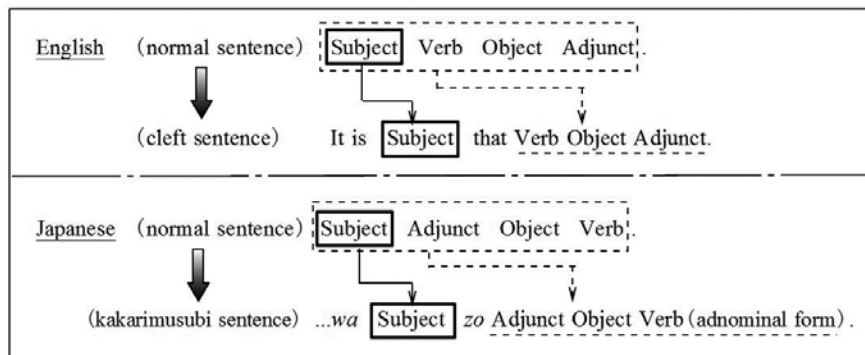 English (normal sentence) Subject Verb Object Adjunct.
(cleft sentence) It is Subject that Verb Object Adjunct.
Japanese (normal sentence) Subject Adjunct Object Verb.
(kakarimusubi sentence) ...wa Subject zo Adjunct Object Verb (adnominal form).